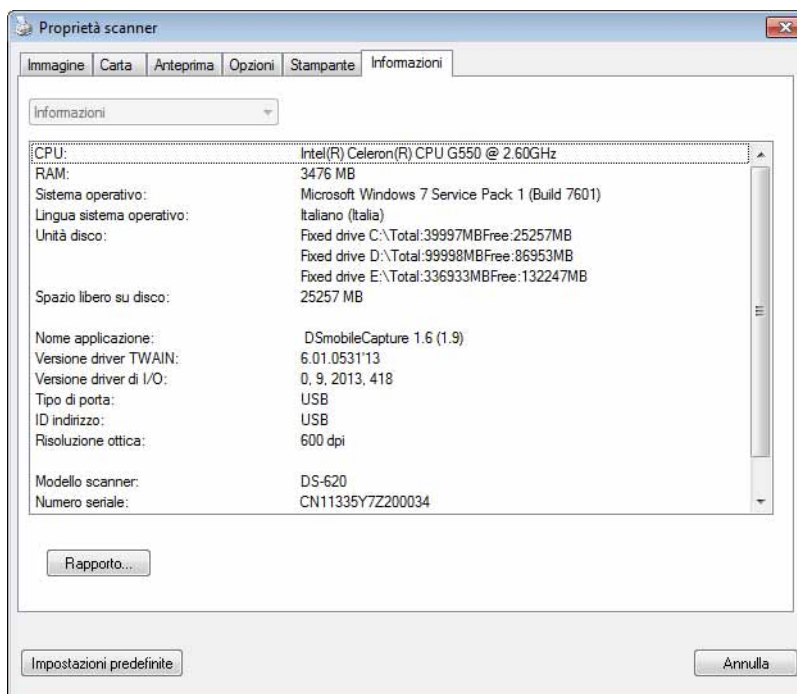 Proprietà scanner
Immagine Carta Anteprima Opzioni Stampante Informazioni
Informazioni
CPU: Intel(R) Celeron(R) CPU G550 @ 2.60GHz
RAM: 3476 MB
Sistema operativo: Microsoft Windows 7 Service Pack 1 (Build 7601)
Lingua sistema operativo: Italiano (Italia)
Unità disco: Fixed drive C:\Total:39997MBFree:25257MB
Fixed drive D:\Total:99998MBFree:86953MB
Fixed drive E:\Total:336933MBFree:132247MB
Spazio libero su disco: 25257 MB
Nome applicazione: DSmobileCapture 1.6 (1.9)
Versione driver TWAIN: 6.01.0531'13
Versione driver di I/O: 0, 9, 2013, 418
Tipo di porta: USB
ID indirizzo: USB
Risoluzione ottica: 600 dpi
Modello scanner: DS-620
Numero seriale: CN11335Y7Z200034
Rapporto...
Impostazioni predefinite Annulla